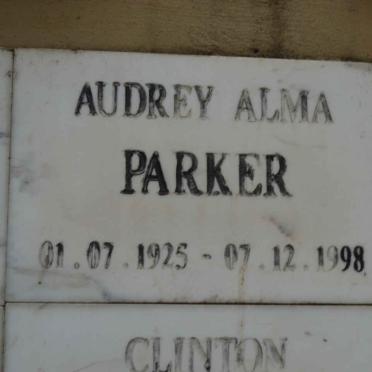 AUDREY ALMA
PARKER
01.07.1925 - 07.12.1998
CLINTON